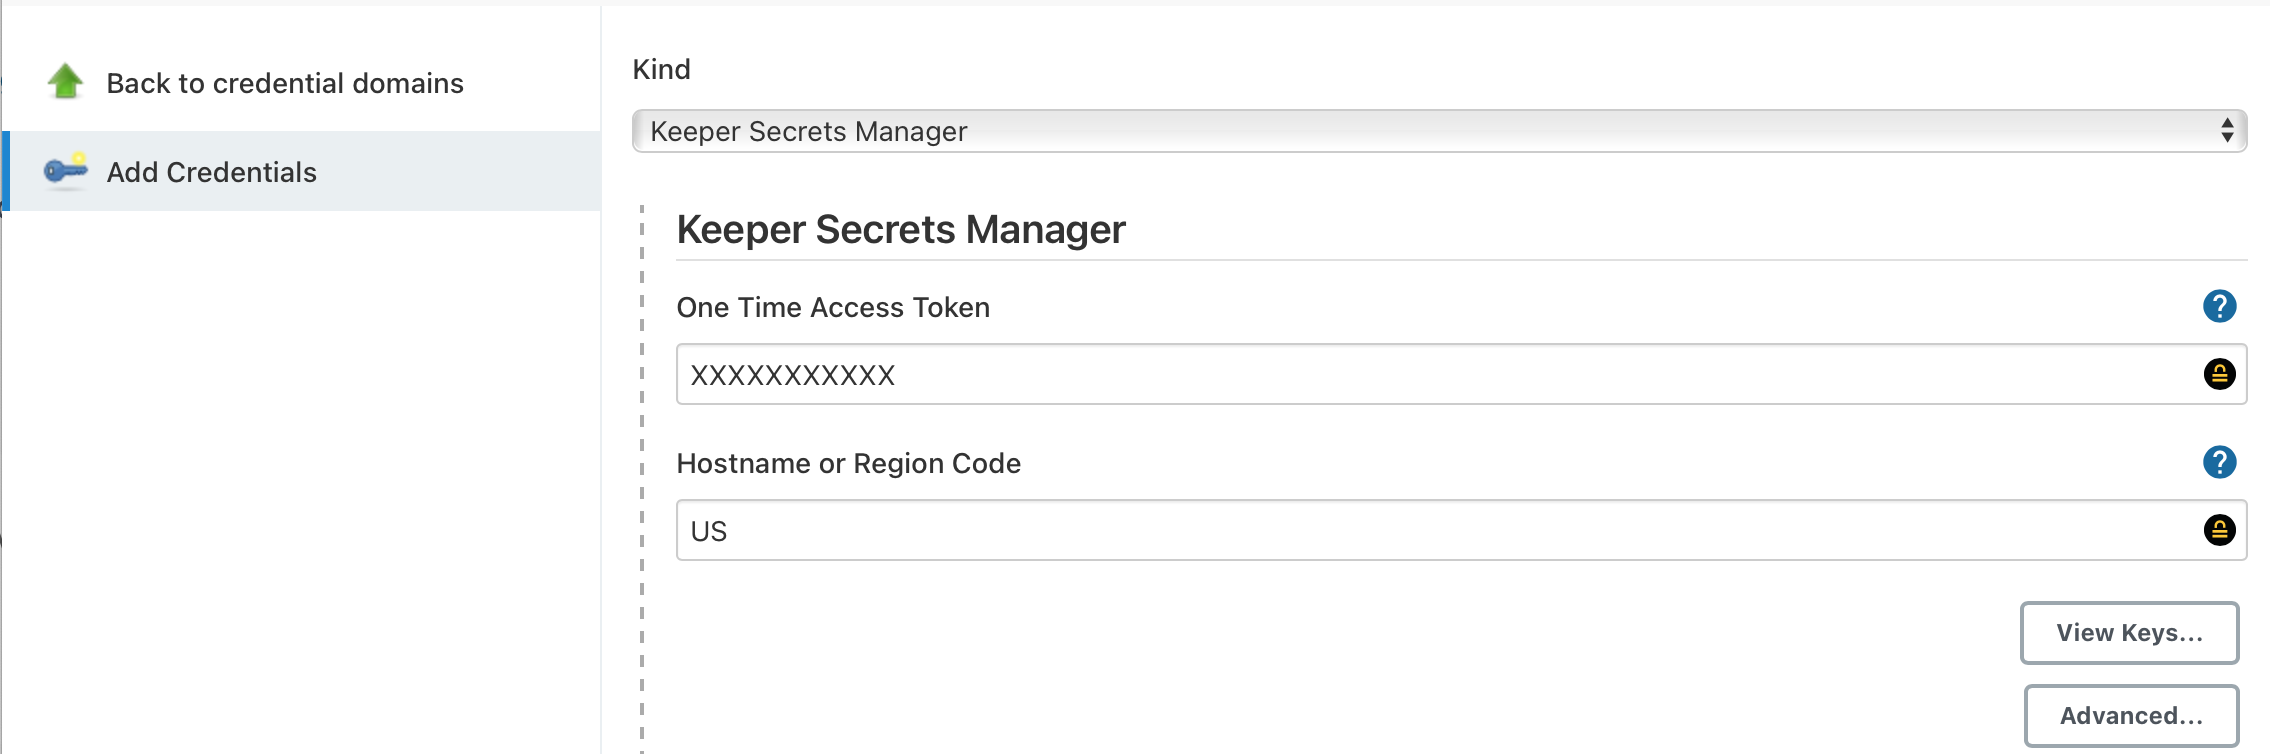 Back to credential domains
Add Credentials
Kind
Keeper Secrets Manager
Keeper Secrets Manager
One Time Access Token
?
XXXXXXXXXXX
Hostname or Region Code
?
US
View Keys...
Advanced...